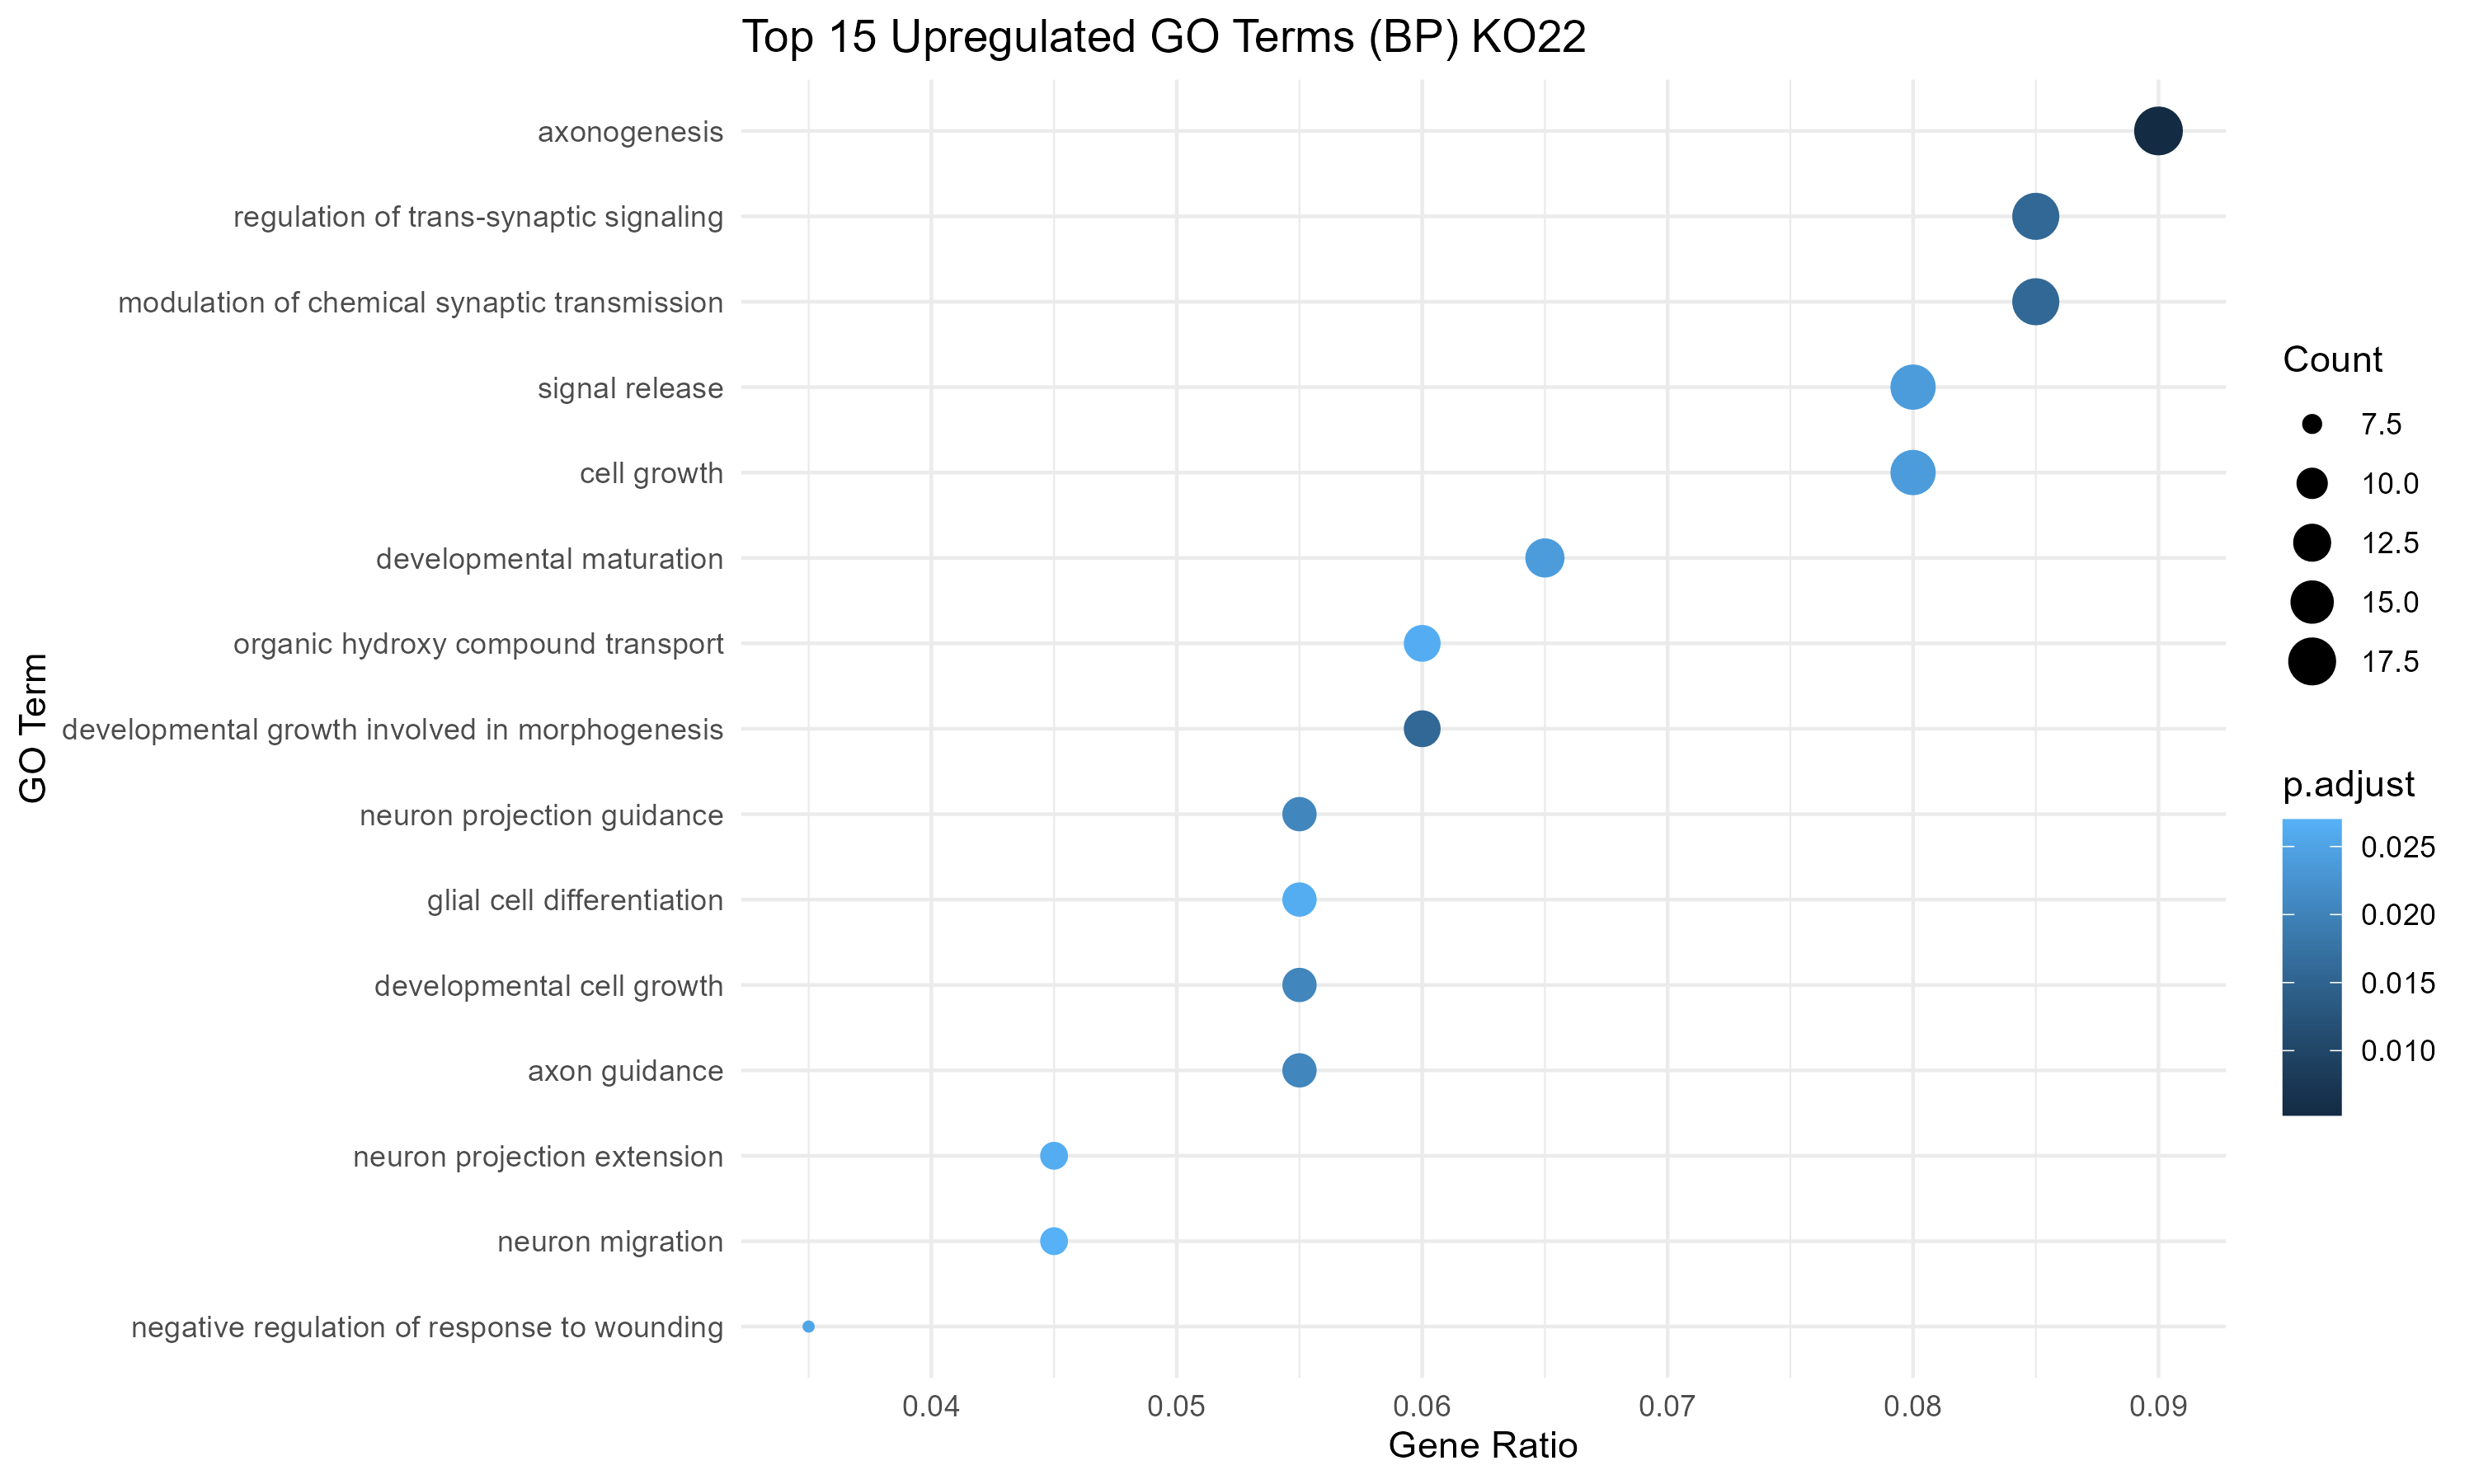 Top 15 Upregulated GO Terms (BP) KO22
GO Term
axonogenesis
regulation of trans-synaptic signaling
modulation of chemical synaptic transmission
signal release
cell growth
developmental maturation
organic hydroxy compound transport
developmental growth involved in morphogenesis
neuron projection guidance
glial cell differentiation
developmental cell growth
axon guidance
neuron projection extension
neuron migration
negative regulation of response to wounding
0.04 0.05 0.06 0.07 0.08 0.09
Gene Ratio
Count
7.5
10.0
12.5
15.0
17.5
p.adjust
0.025
0.020
0.015
0.010